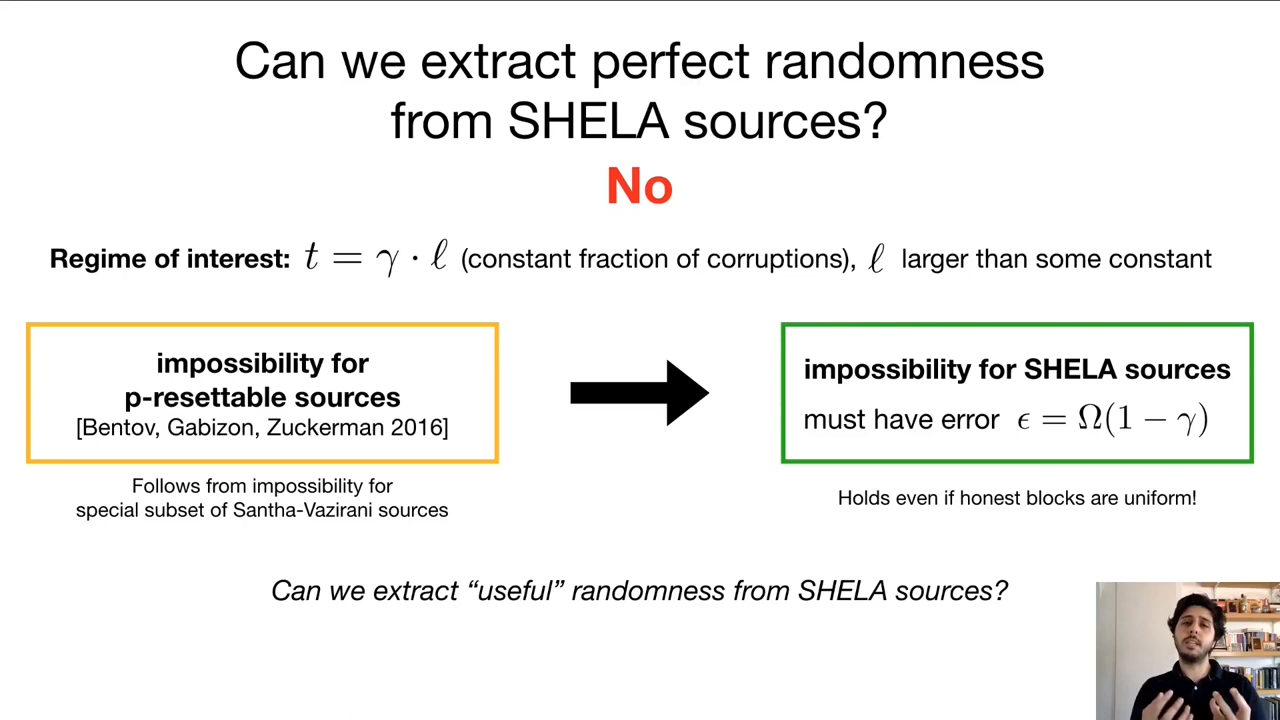 Can we extract perfect randomness
from SHELA sources?
No
Regime of interest: t = γ · ℓ (constant fraction of corruptions), ℓ larger than some constant
impossibility for
p-resettable sources
[Bentov, Gabizon, Zuckerman 2016]
Follows from impossibility for
special subset of Santha-Vazirani sources
impossibility for SHELA sources
must have error ϵ = Ω(1 − γ)
Holds even if honest blocks are uniform!
Can we extract “useful” randomness from SHELA sources?